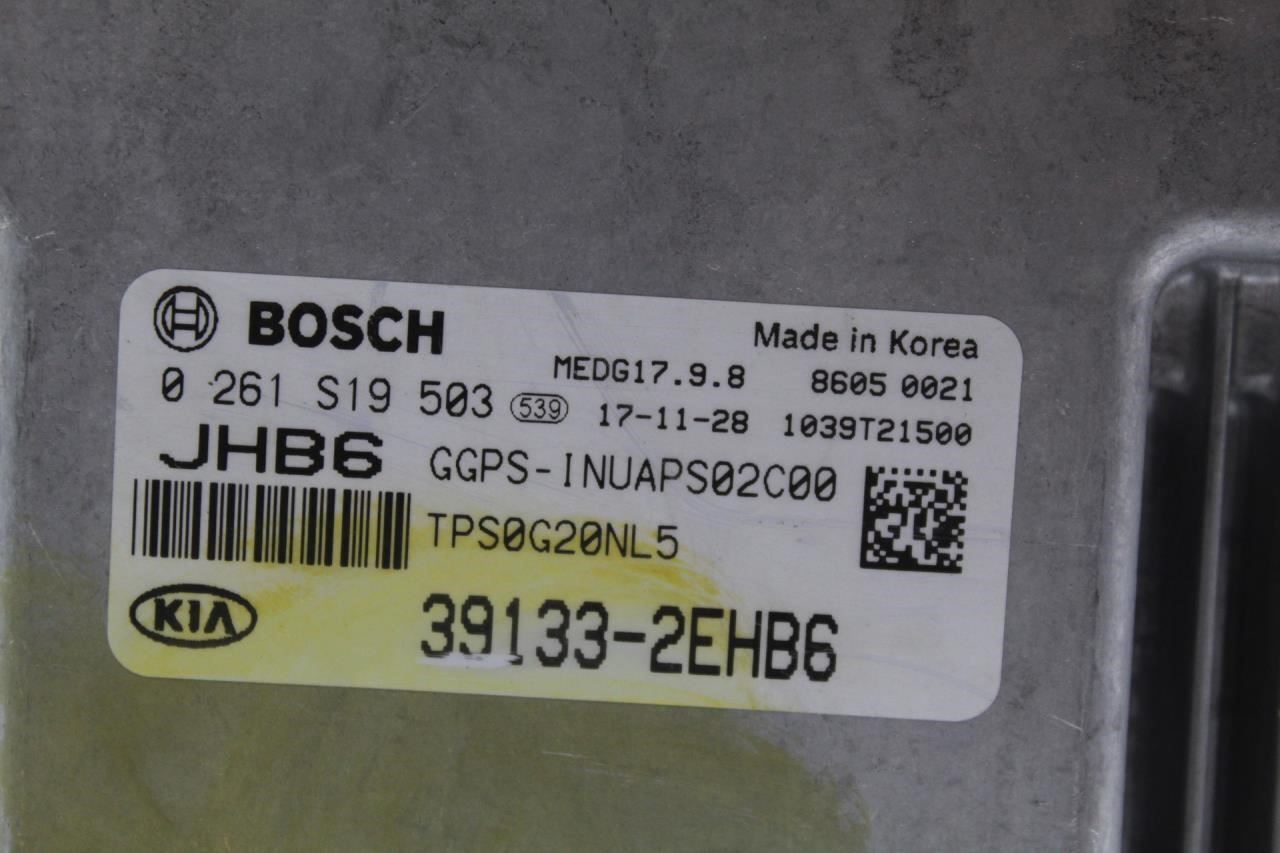 BOSCH
Made in Korea
MEDG17.9.8 8605 0021
0 261 S19 503 539 17-11-28 1039T21500
JHB6 GGPS-INUAPS02C00
TPS0G20NL5
KIA 39133-2EHB6